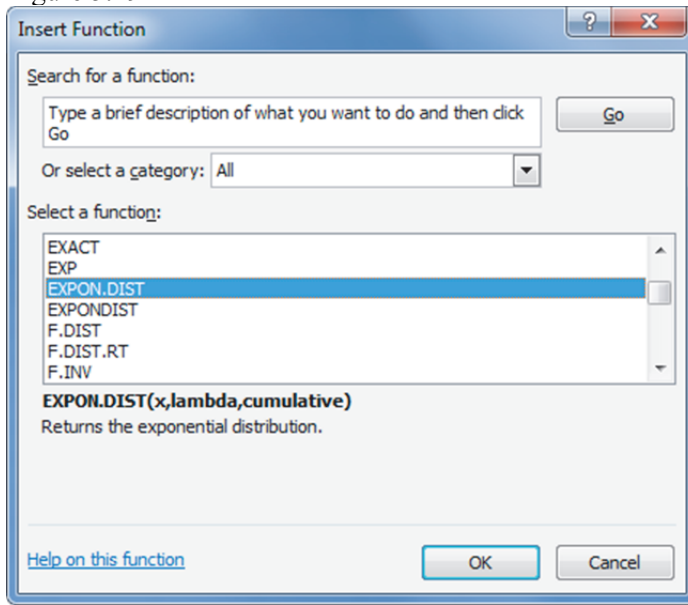 Insert Function
?
X
Search for a function:
Type a brief description of what you want to do and then click
Go
Go
Or select a category: All
Select a function:
EXACT
EXP
EXPON.DIST
EXPONDIST
F.DIST
F.DIST.RT
F.INV
EXPON.DIST(x,lambda,cumulative)
Returns the exponential distribution.
Help on this function
OK
Cancel